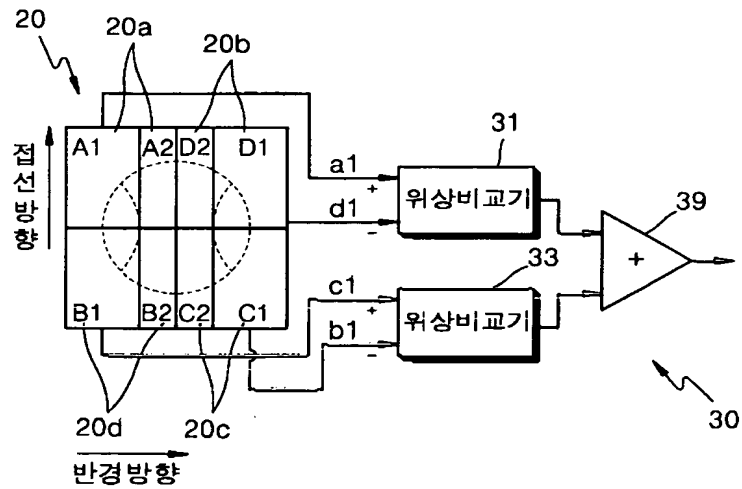 20
20a
20b
A1
A2
D2
D1
접선방향
a1
+
d1
-
31
위상비교기
39
+
c1
+
b1
-
33
위상비교기
B1
B2
C2
C1
20d
20c
30
반경방향